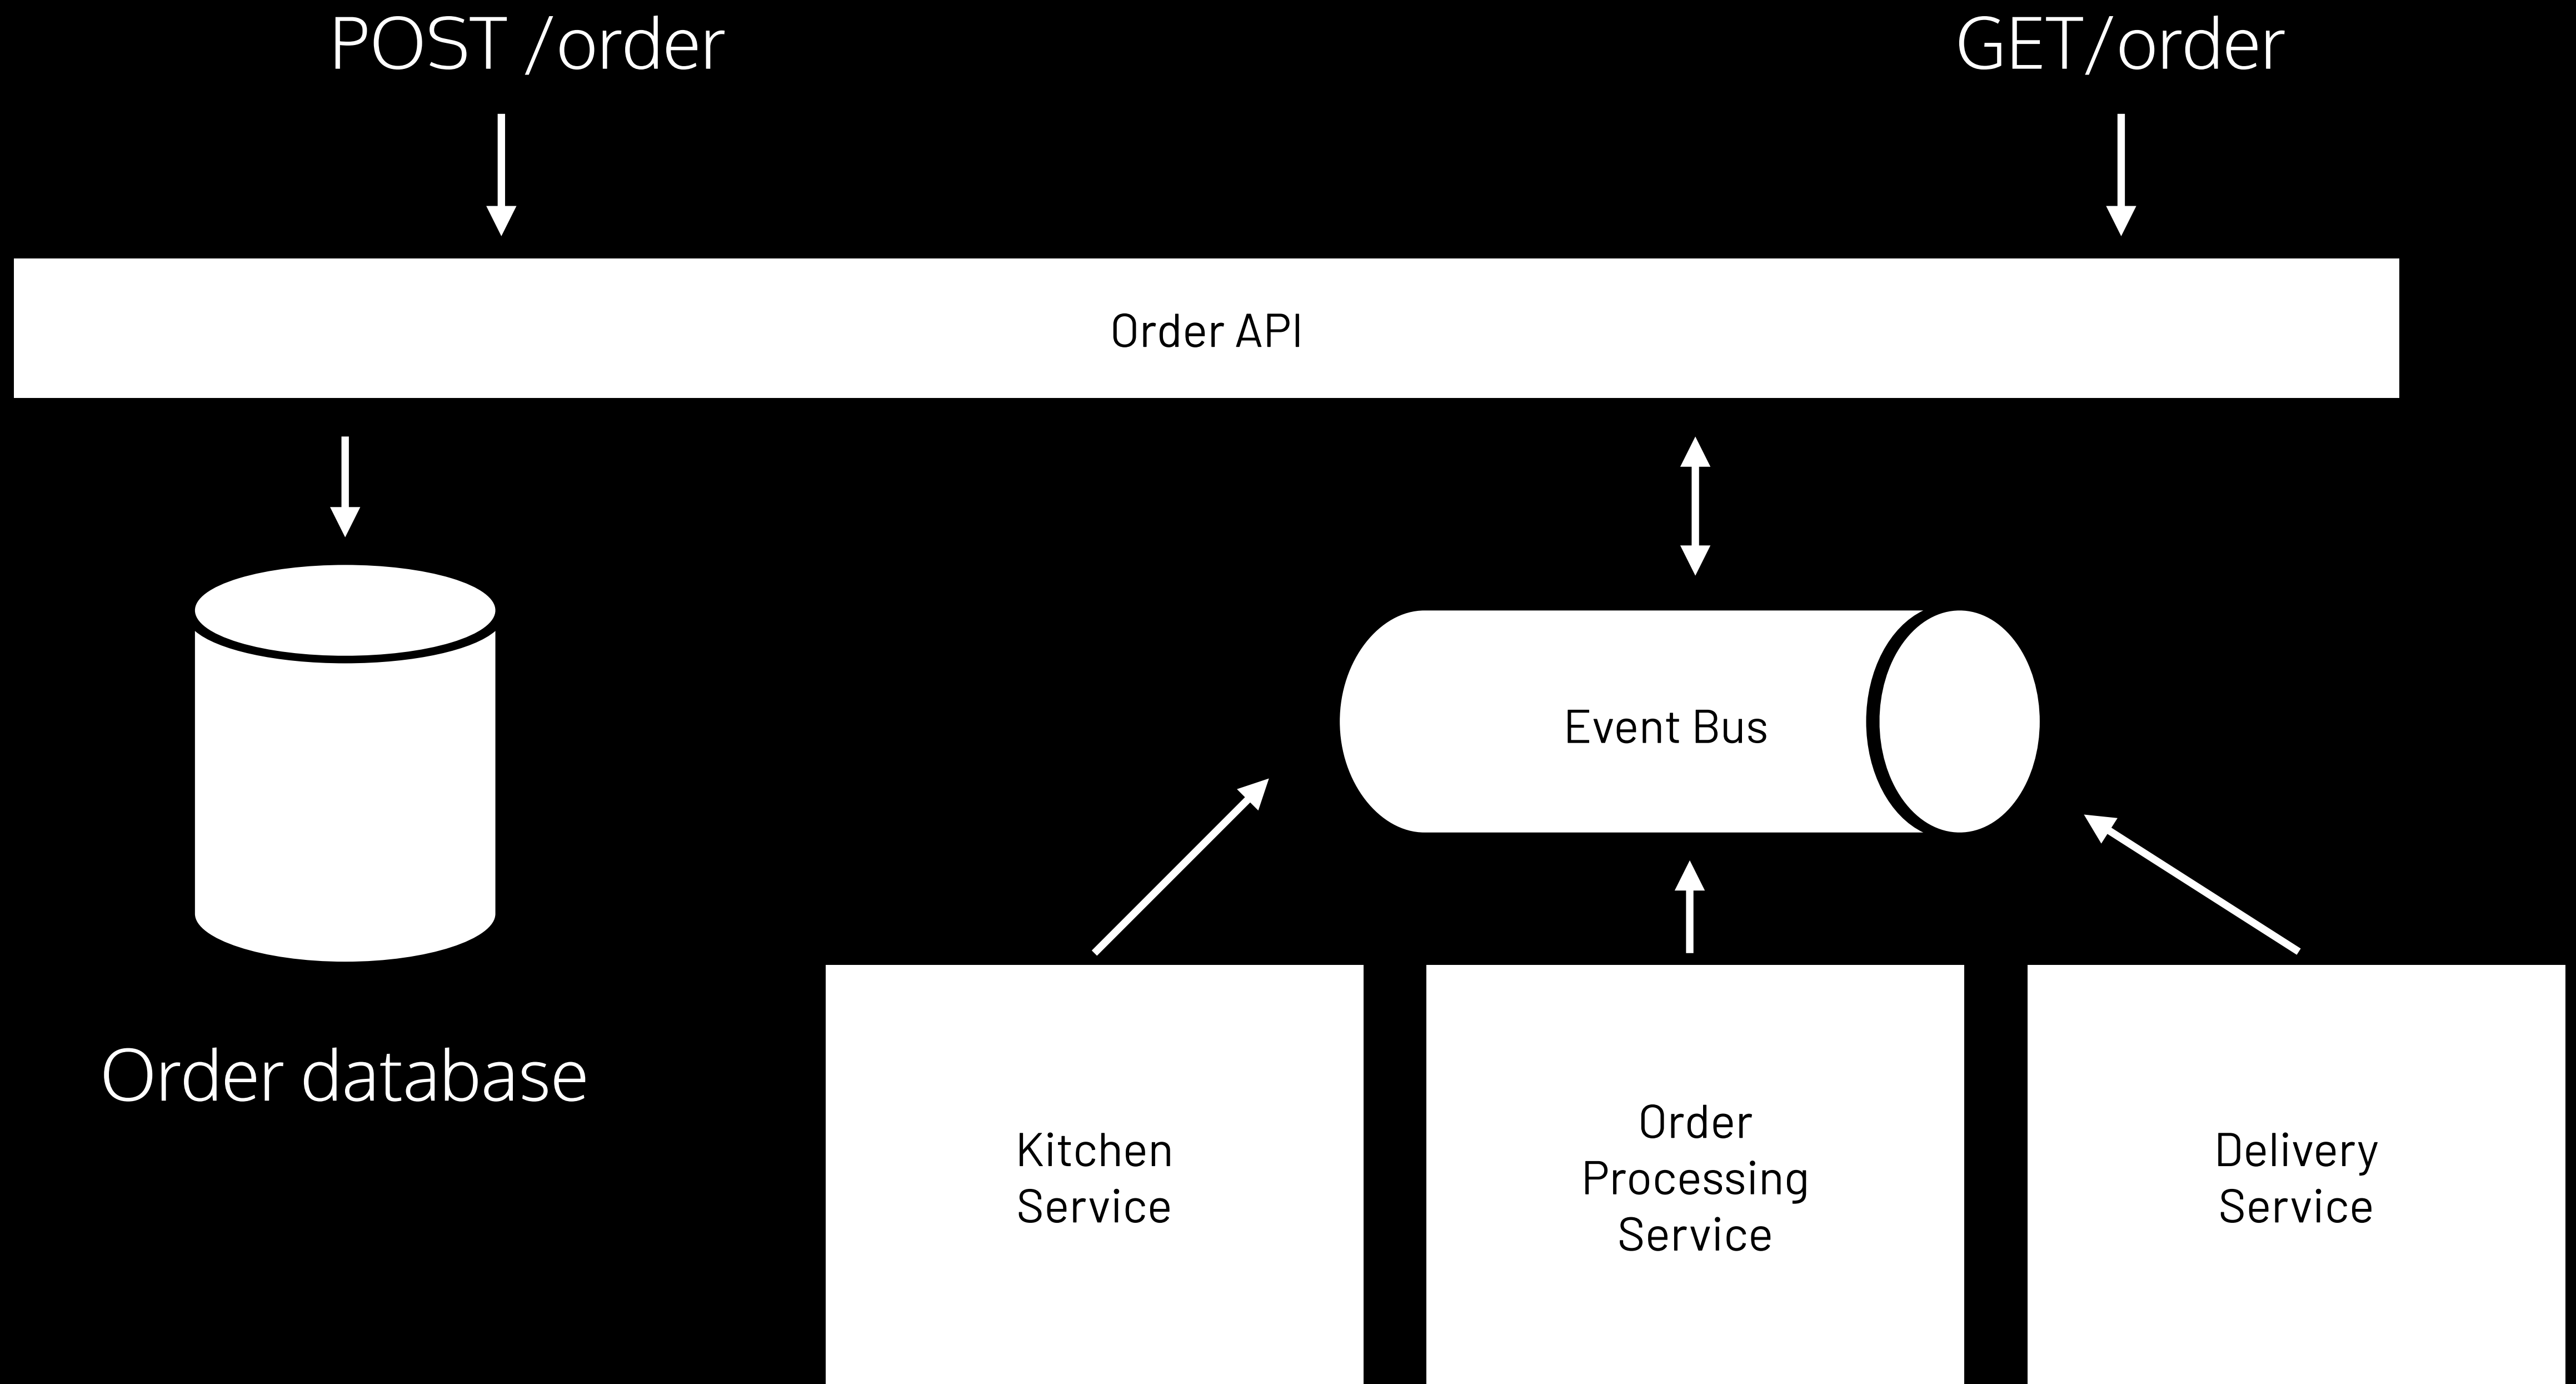 POST /order
GET/order
Order API
Event Bus
Order database
Kitchen
Service
Order
Processing
Service
Delivery
Service